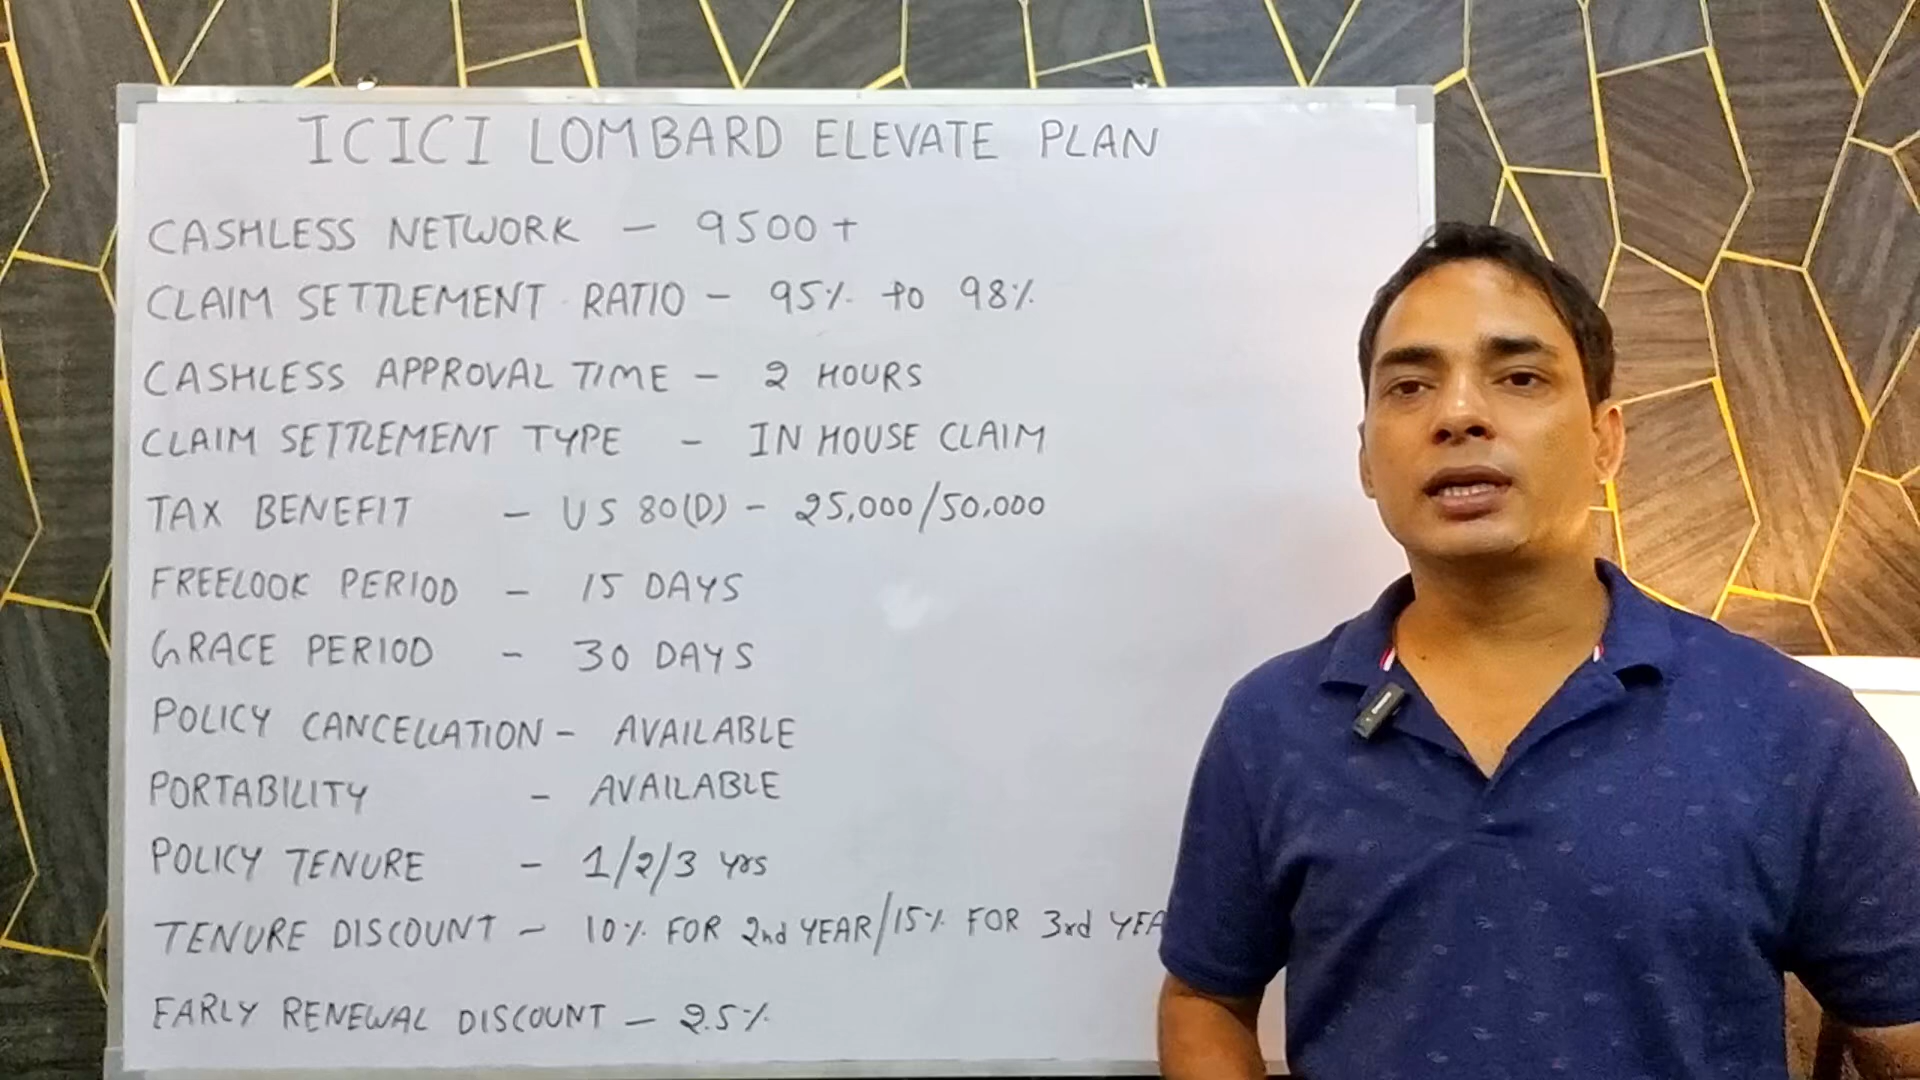 ICICI LOMBARD ELEVATE PLAN
CASHLESS NETWORK - 9500+
CLAIM SETTLEMENT RATIO - 95% to 98%
CASHLESS APPROVAL TIME - 2 HOURS
CLAIM SETTLEMENT TYPE - IN HOUSE CLAIM
TAX BENEFIT - US 80(D) - 25,000/50,000
FREELOOK PERIOD - 15 DAYS
GRACE PERIOD - 30 DAYS
POLICY CANCELLATION - AVAILABLE
PORTABILITY - AVAILABLE
POLICY TENURE - 1/2/3 yrs
TENURE DISCOUNT - 10% FOR 2nd YEAR/15% FOR 3rd YEA
EARLY RENEWAL DISCOUNT - 2.5%